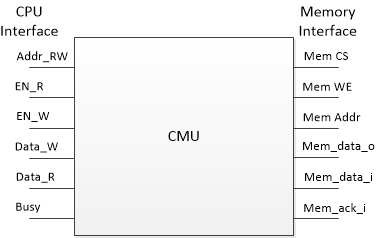 CPU
Interface
Memory
Interface
Addr_RW
EN_R
EN_W
Data_W
Data_R
Busy
CMU
Mem CS
Mem WE
Mem Addr
Mem_data_o
Mem_data_i
Mem_ack_i